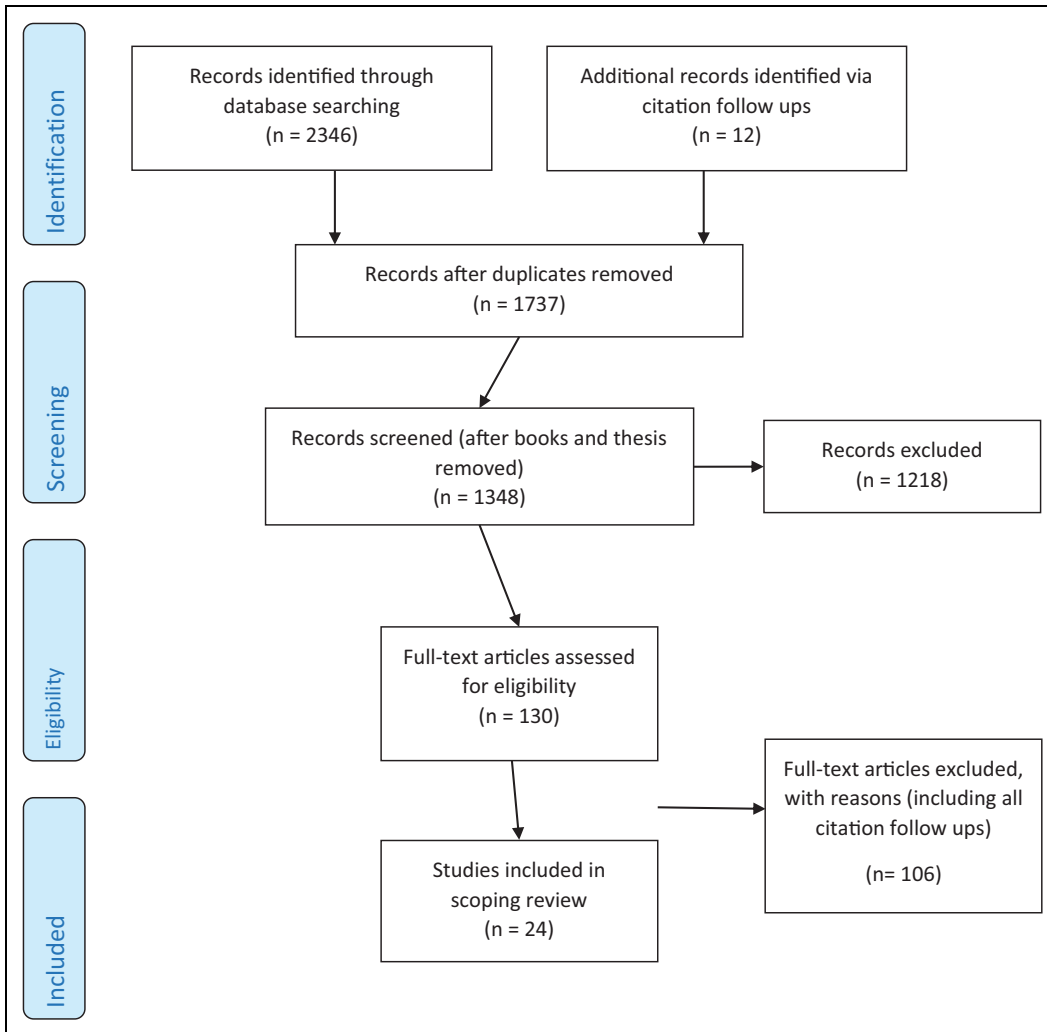 Identification
Records identified through
database searching
(n = 2346)
Additional records identified via
citation follow ups
(n = 12)
Records after duplicates removed
(n = 1737)
Screening
Records screened (after books and thesis
removed)
(n = 1348)
Records excluded
(n = 1218)
Eligibility
Full-text articles assessed
for eligibility
(n = 130)
Full-text articles excluded,
with reasons (including all
citation follow ups)
(n= 106)
Included
Studies included in
scoping review
(n = 24)